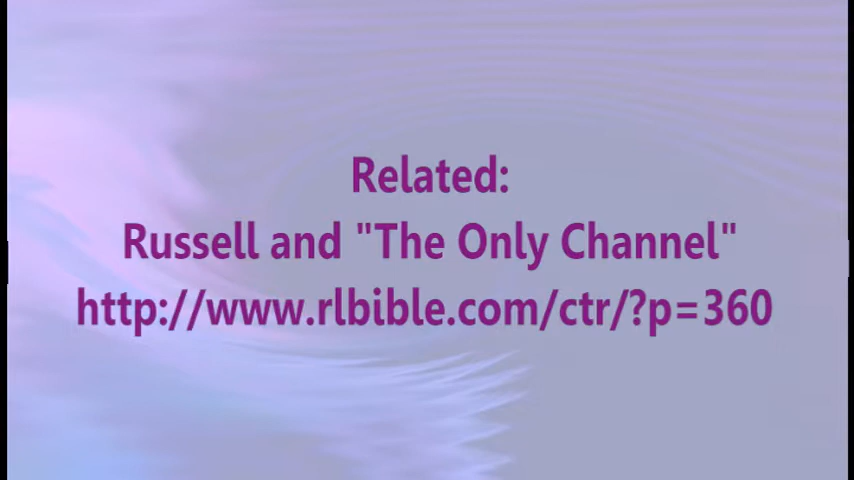 Related:
Russell and "The Only Channel"
http://www.rlbible.com/ctr/?p=360